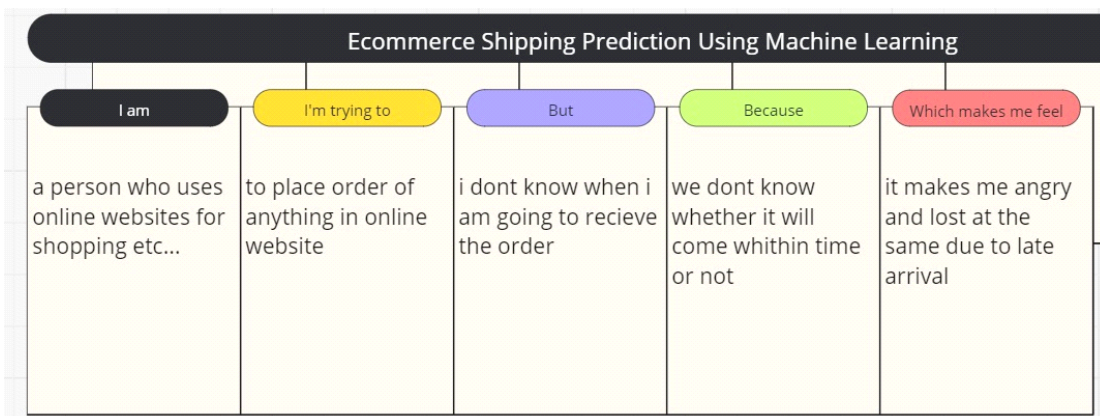 Ecommerce Shipping Prediction Using Machine Learning
I am
a person who uses
online websites for
shopping etc...
I'm trying to
to place order of
anything in online
website
But
i dont know when i
am going to recieve
the order
Because
we dont know
whether it will
come whithin time
or not
Which makes me feel
it makes me angry
and lost at the
same due to late
arrival